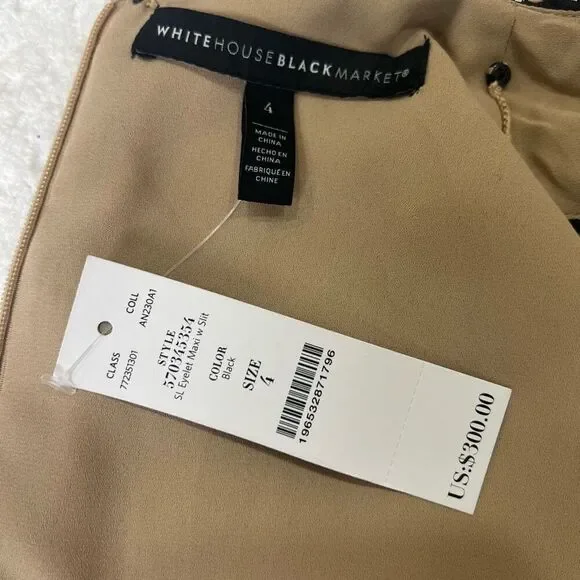 WHITEHOUSEBLACKMARKET®
4
MADE IN
CHINA
HECHO EN
CHINA
FABRIQUÉ EN
CHINE
CLASS
772351301
COLL
AN230A1
STYLE
570345354
SL Eyelet Maxi w Slit
COLOR
Black
SIZE
4
196532871796
US:$300.00